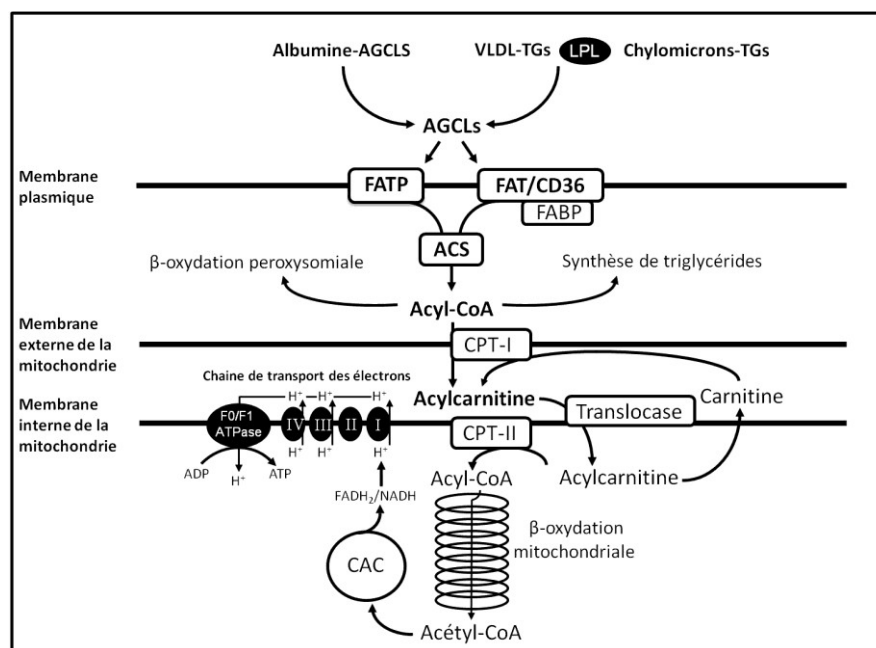 Albumine-AGCLS
VLDL-TGs LPL Chylomicrons-TGs
AGCLs
Membrane
plasmique
FATP
FAT/CD36
FABP
ACS
β-oxydation peroxysomiale
Synthèse de triglycérides
Acyl-CoA
Membrane
externe de la
mitochondrie
CPT-I
Chaine de transport des électrons
Membrane
interne de la
mitochondrie
H⁺ H⁺ H⁺
Acylcarnitine
Carnitine
F0/F1
ATPase
IV III II I
Translocase
CPT-II
ADP
H⁺
ATP
H⁺ H⁺ H⁺
Acyl-CoA
Acylcarnitine
FADH₂/NADH
β-oxydation
mitochondriale
CAC
Acétyl-CoA